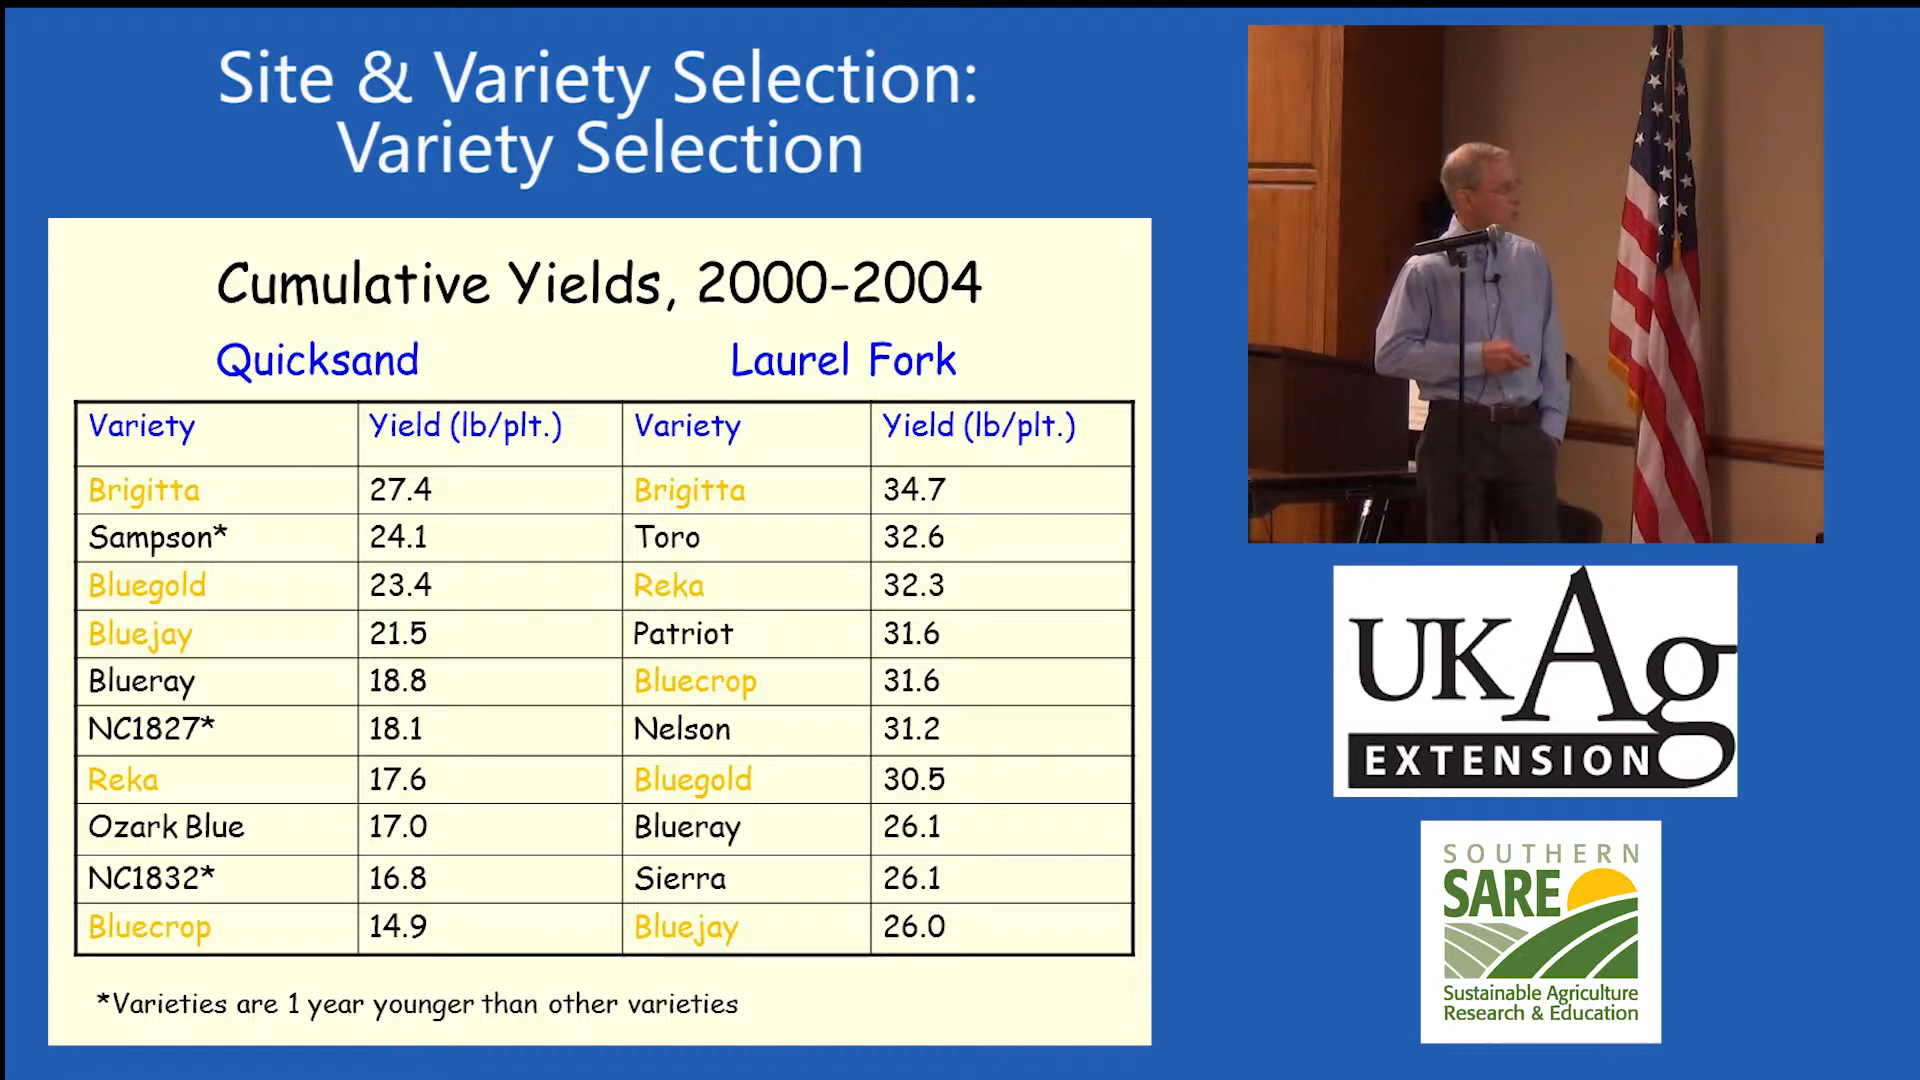 Site & Variety Selection:
Variety Selection
Cumulative Yields, 2000-2004
Quicksand Laurel Fork
Variety Yield (lb/plt.) Variety Yield (lb/plt.)
Brigitta 27.4 Brigitta 34.7
Sampson* 24.1 Toro 32.6
Bluegold 23.4 Reka 32.3
Bluejay 21.5 Patriot 31.6
Blueray 18.8 Bluecrop 31.6
NC1827* 18.1 Nelson 31.2
Reka 17.6 Bluegold 30.5
Ozark Blue 17.0 Blueray 26.1
NC1832* 16.8 Sierra 26.1
Bluecrop 14.9 Bluejay 26.0
*Varieties are 1 year younger than other varieties
UKAg
EXTENSION
SOUTHERN
SARE
Sustainable Agriculture
Research & Education